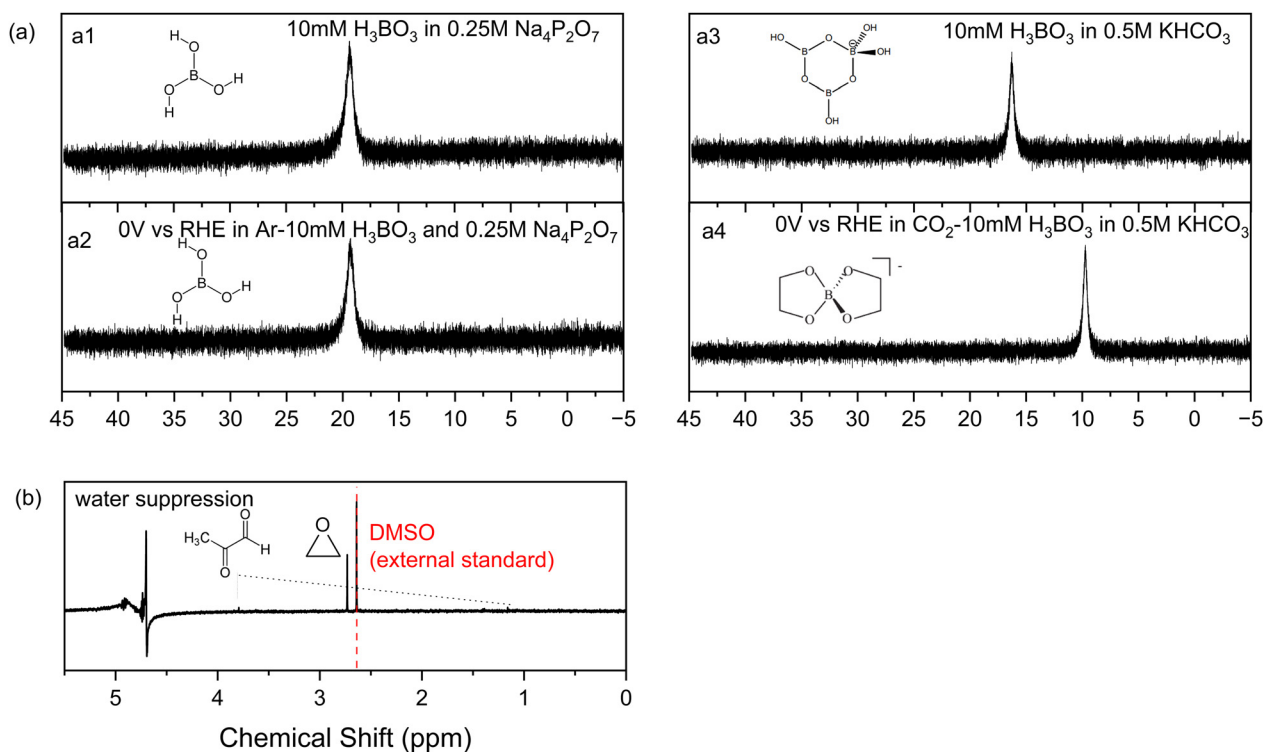 (a)
a1
10mM H₃BO₃ in 0.25M Na₄P₂O₇
H
O
B
O
H
O
H
a2
0V vs RHE in Ar-10mM H₃BO₃ and 0.25M Na₄P₂O₇
H
O
B
H
O
O
H
45 40 35 30 25 20 15 10 5 0 −5
a3
10mM H₃BO₃ in 0.5M KHCO₃
HO
O
OH
B
B
⊖
OH
O
O
B
OH
a4
0V vs RHE in CO₂-10mM H₃BO₃ in 0.5M KHCO₃
O
O
-
B
O
O
45 40 35 30 25 20 15 10 5 0 −5
(b)
water suppression
O
H₃C
H
O
O
DMSO
(external standard)
5 4 3 2 1 0
Chemical Shift (ppm)